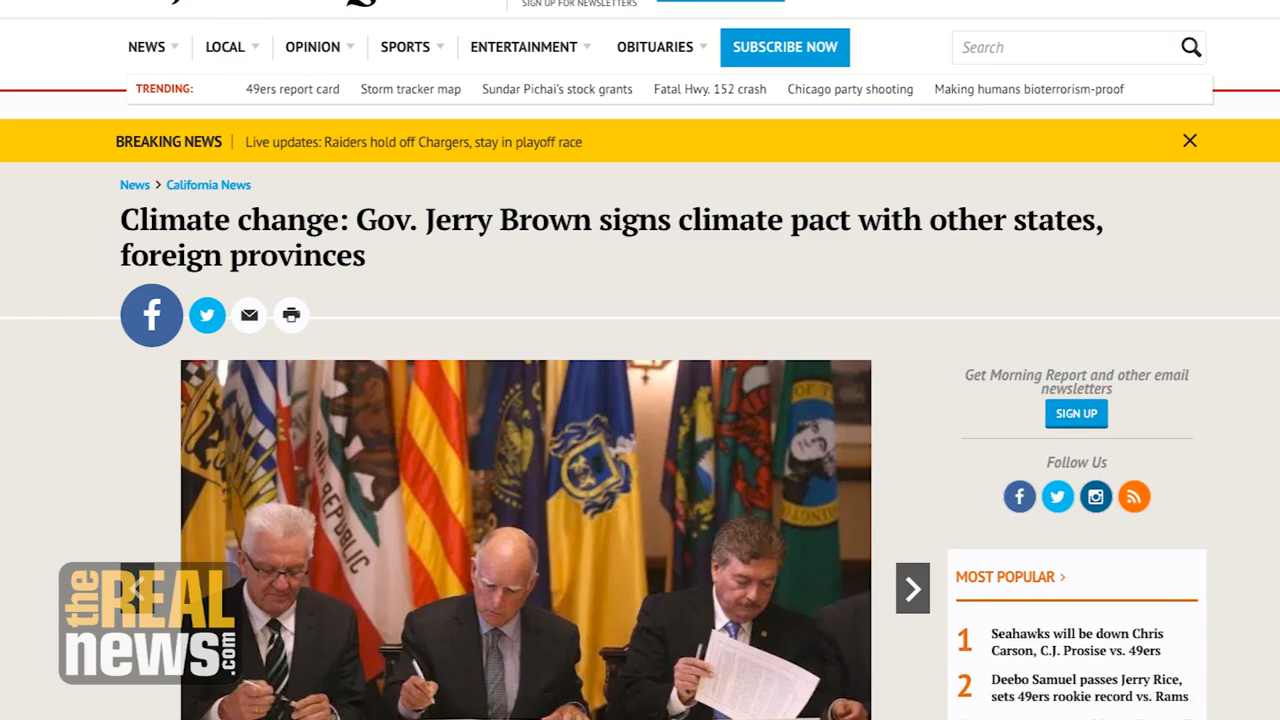 SIGN UP FOR NEWSLETTERS
NEWS LOCAL OPINION SPORTS ENTERTAINMENT OBITUARIES SUBSCRIBE NOW Search
TRENDING: 49ers report card Storm tracker map Sundar Pichai's stock grants Fatal Hwy. 152 crash Chicago party shooting Making humans bioterrorism-proof
BREAKING NEWS Live updates: Raiders hold off Chargers, stay in playoff race
News > California News
Climate change: Gov. Jerry Brown signs climate pact with other states,
foreign provinces
REPUBLIC
Get Morning Report and other email
newsletters
SIGN UP
Follow Us
MOST POPULAR >
1 Seahawks will be down Chris
Carson, C.J. Prosise vs. 49ers
2 Deebo Samuel passes Jerry Rice,
sets 49ers rookie record vs. Rams
the REAL
news.com